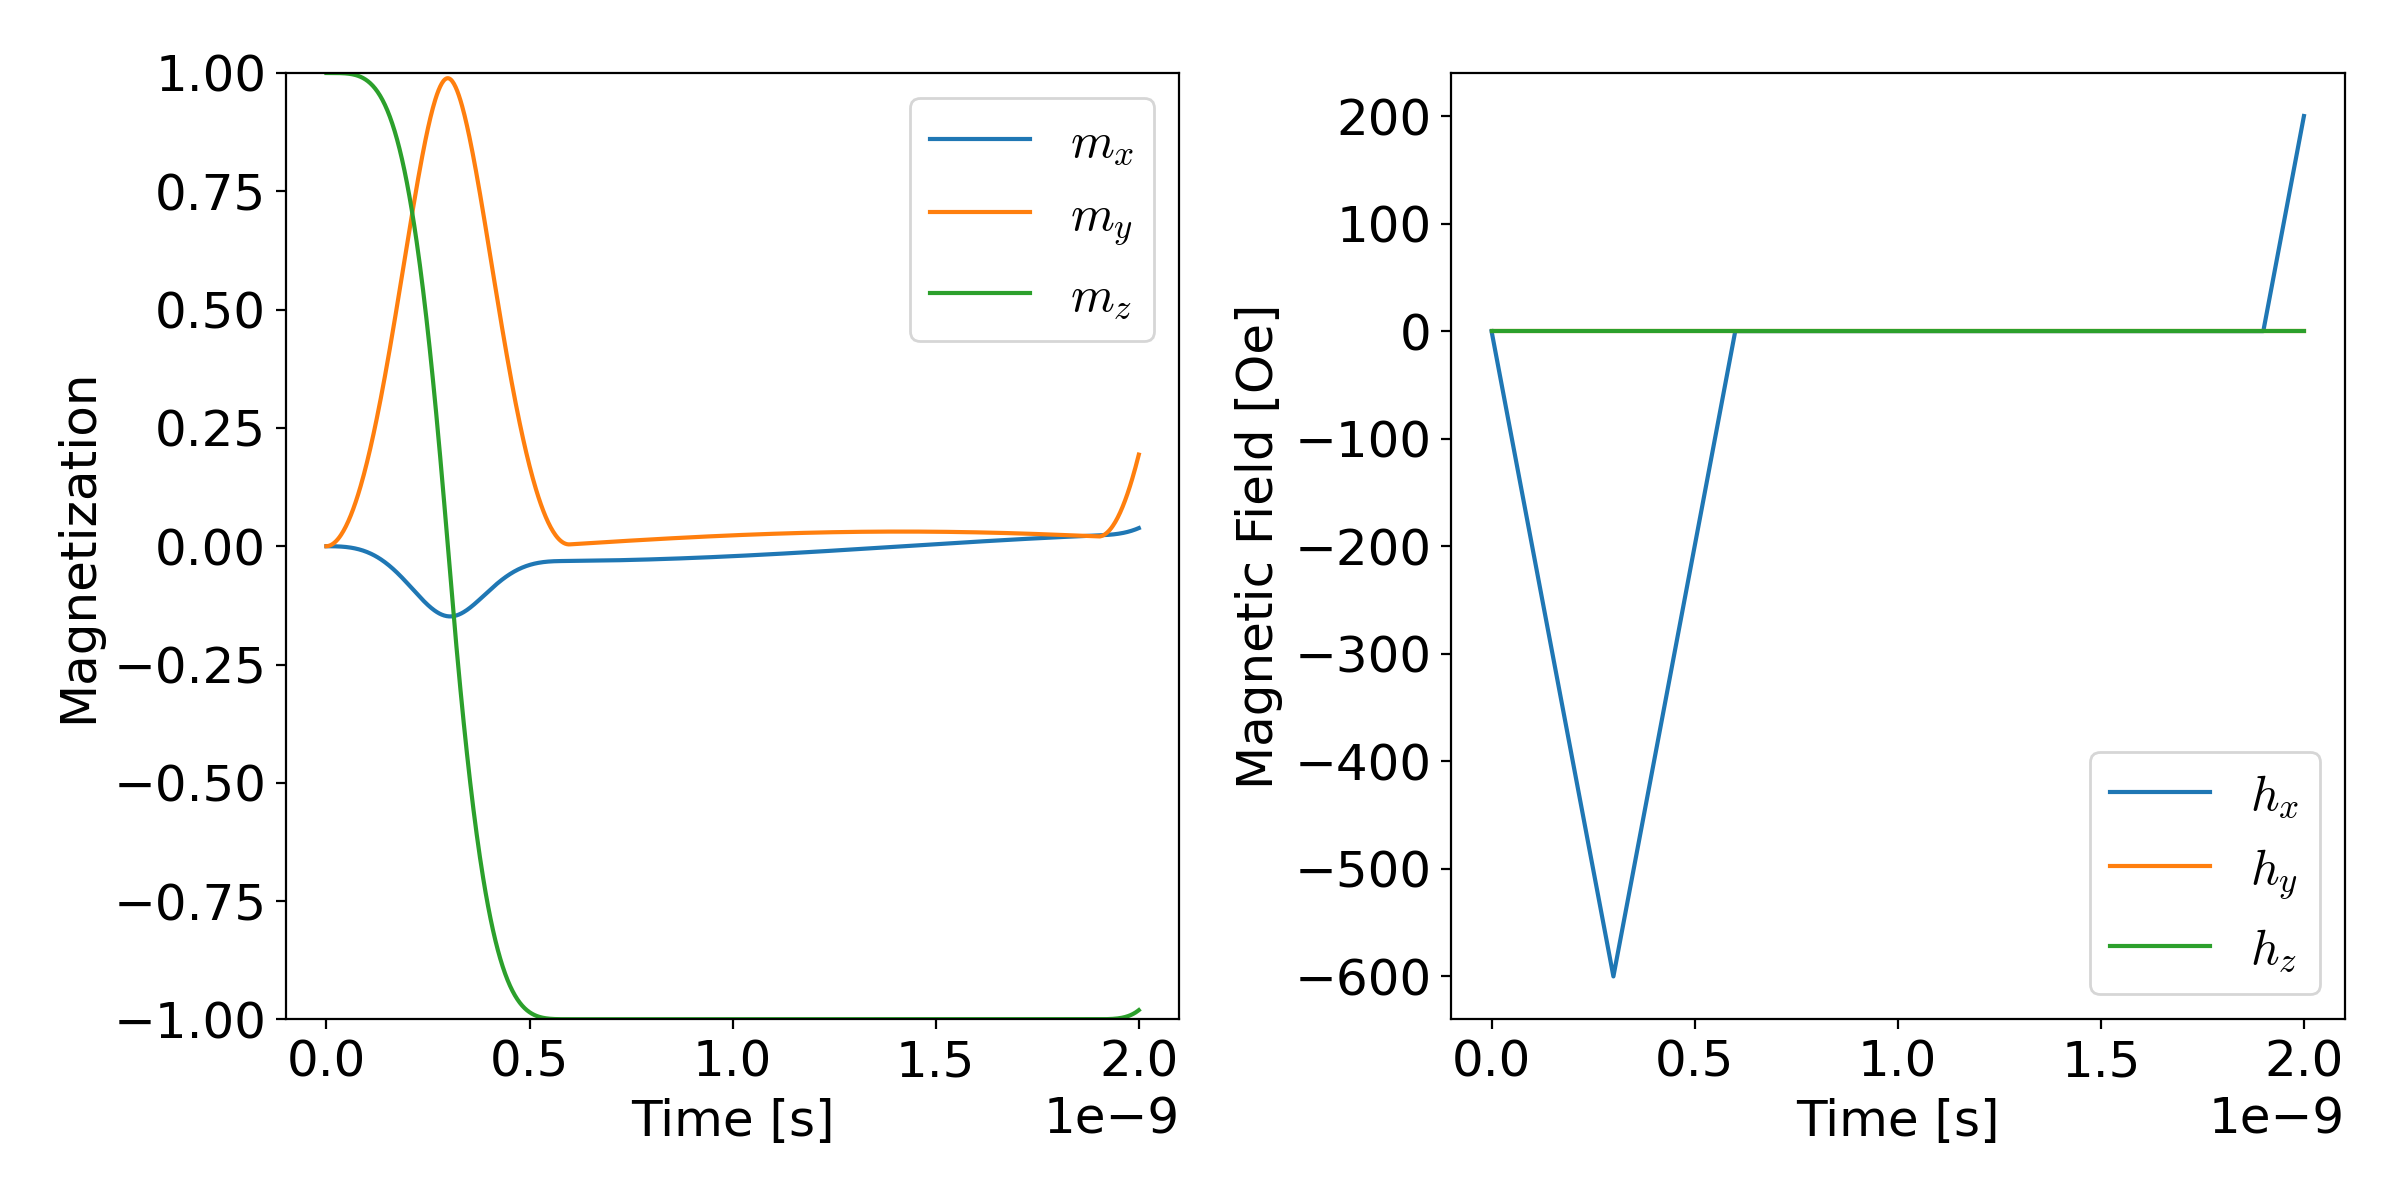 Magnetization
1.00
0.75
0.50
0.25
0.00
−0.25
−0.50
−0.75
−1.00
m_x
m_y
m_z
0.0 0.5 1.0 1.5 2.0
Time [s]
1e−9
Magnetic Field [Oe]
200
100
0
−100
−200
−300
−400
−500
−600
h_x
h_y
h_z
0.0 0.5 1.0 1.5 2.0
Time [s]
1e−9